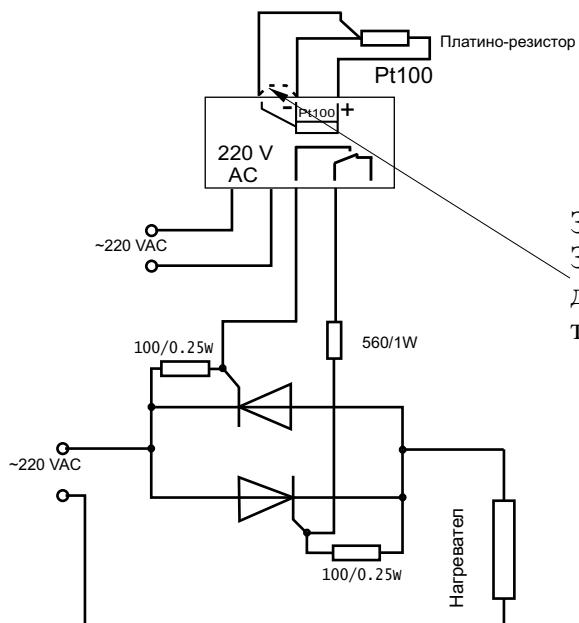 Платино-резистор
Pt100
- Pt100 +
220 V
AC
~220 VAC
100/0.25W
560/1W
~220 VAC
100/0.25W
Нагревател